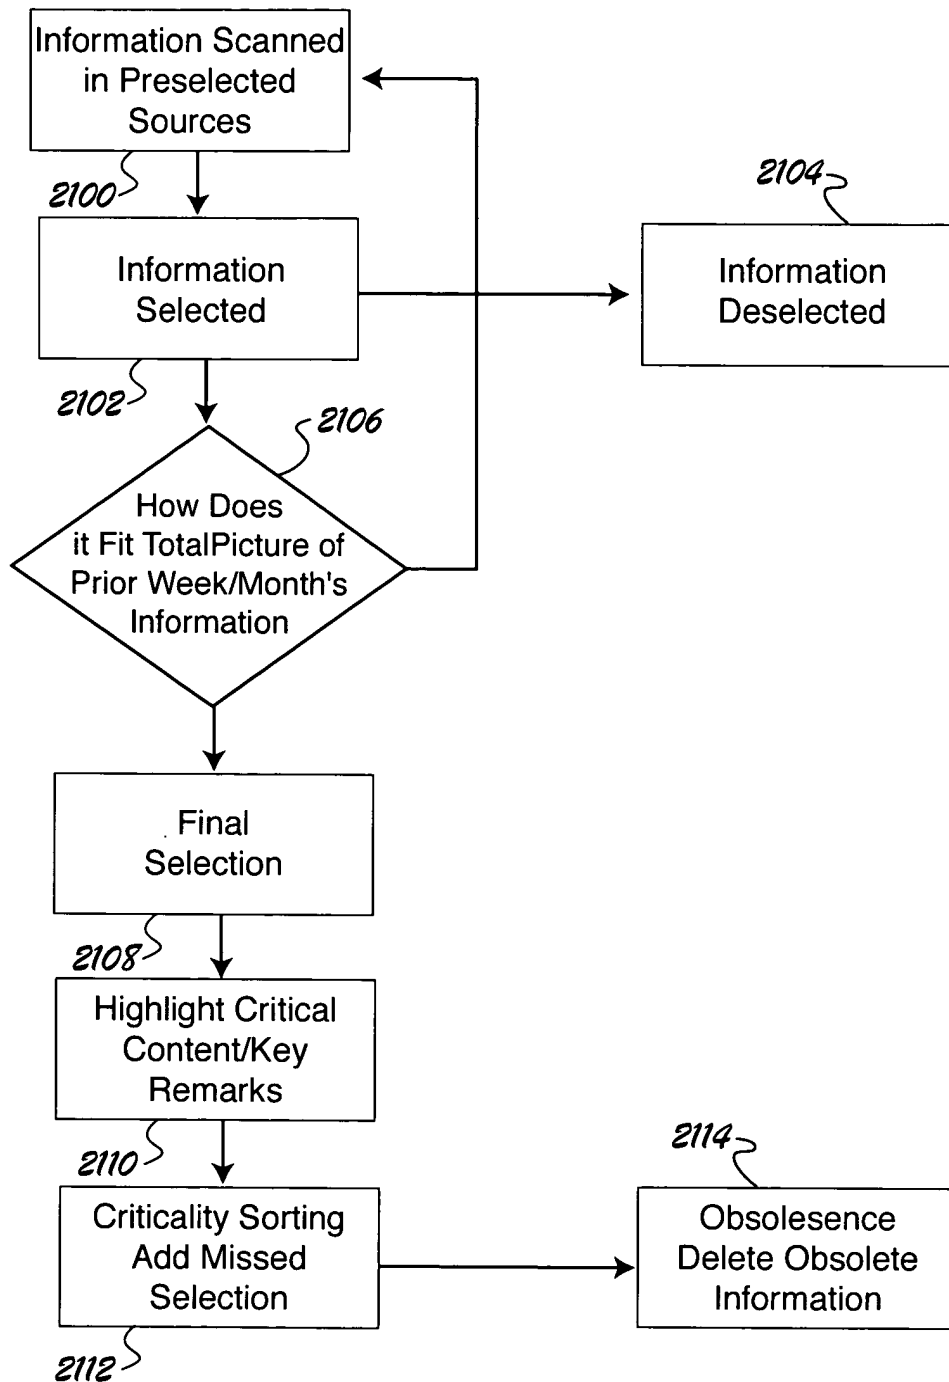 Information Scanned
in Preselected
Sources
2100
2104
Information
Selected
Information
Deselected
2102
2106
How Does
it Fit TotalPicture of
Prior Week/Month's
Information
Final
Selection
2108
Highlight Critical
Content/Key
Remarks
2110
2114
Criticality Sorting
Add Missed
Selection
Obsolesence
Delete Obsolete
Information
2112